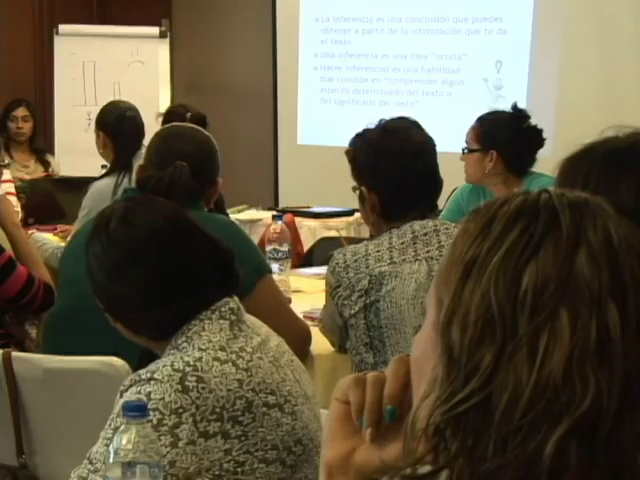 La inferencia es una conclusión que puedes
obtener a partir de la información que te da
el texto.
Una inferencia es una idea "oculta".
Hacer inferencias es una habilidad
que consiste en "comprender algún
aspecto determinado del texto a
del significado del resto"